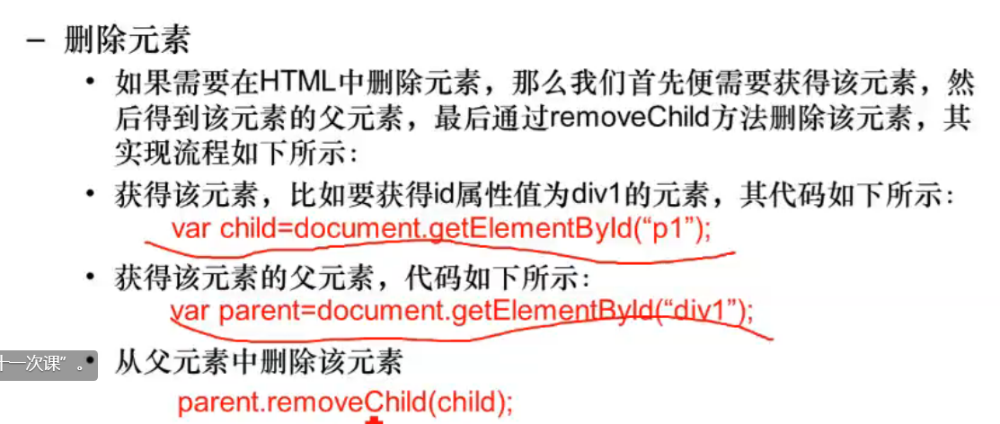 – 删除元素
• 如果需要在HTML中删除元素，那么我们首先便需要获得该元素，然
后得到该元素的父元素，最后通过removeChild方法删除该元素，其
实现流程如下所示：
• 获得该元素，比如要获得id属性值为div1的元素，其代码如下所示：
var child=document.getElementById(“p1”);
• 获得该元素的父元素，代码如下所示：
var parent=document.getElementById(“div1”);
十一次课”。
• 从父元素中删除该元素
parent.removeChild(child);